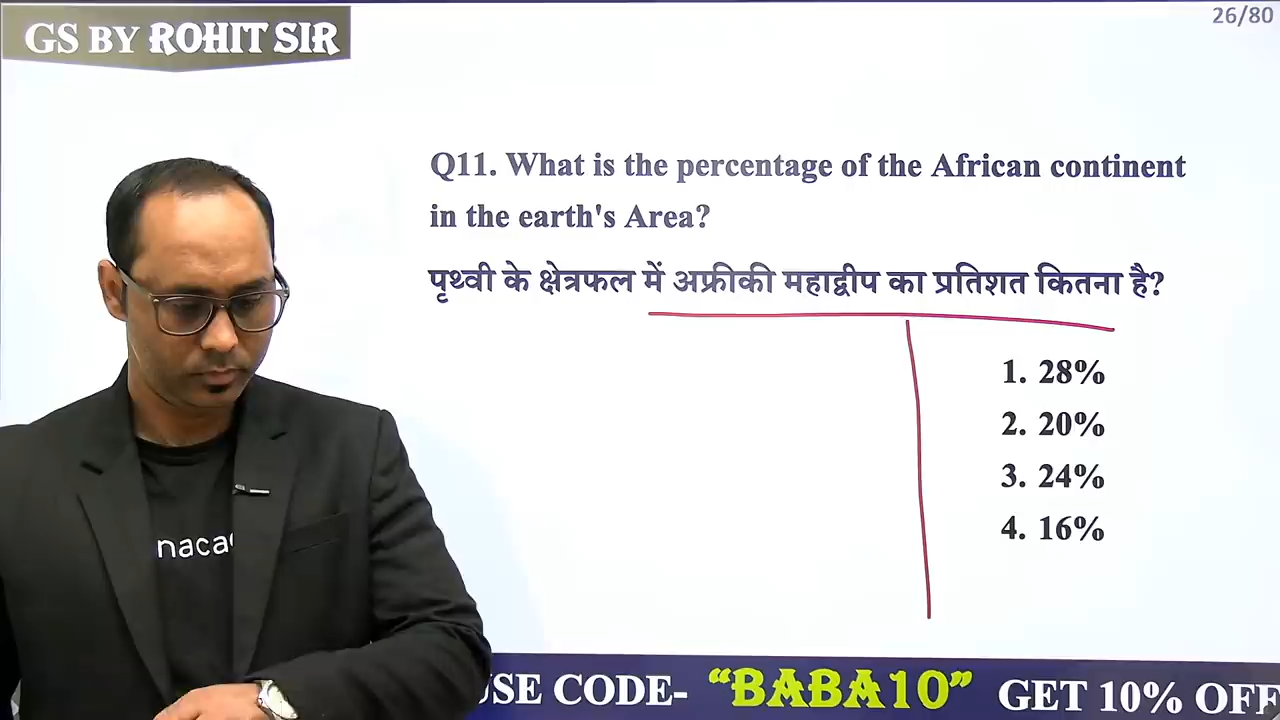 GS BY ROHIT SIR
26/80
Q11. What is the percentage of the African continent
in the earth's Area?
पृथ्वी के क्षेत्रफल में अफ्रीकी महाद्वीप का प्रतिशत कितना है?
1. 28%
2. 20%
3. 24%
4. 16%
naca
USE CODE- “BABA10” GET 10% OFF